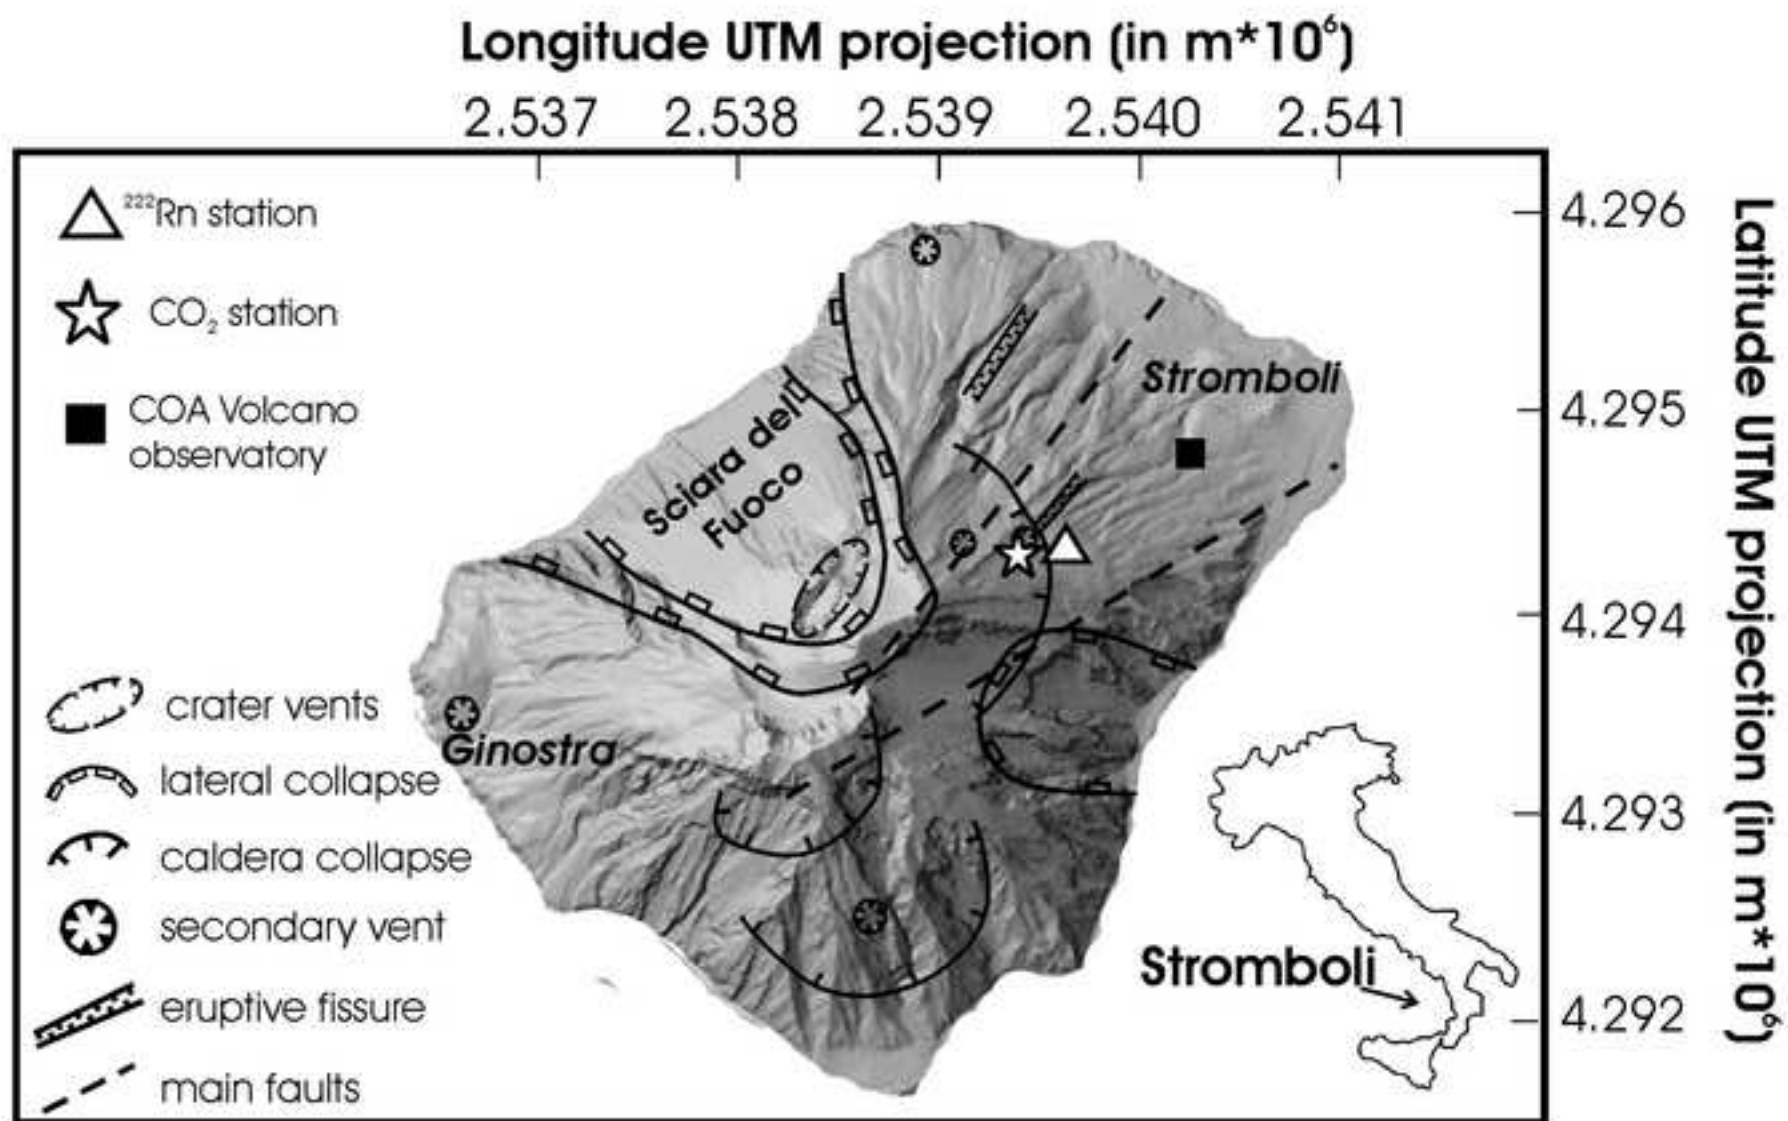 Longitude UTM projection (in m*10⁶)
2.537 2.538 2.539 2.540 2.541
²²²Rn station
CO₂ station
COA Volcano
observatory
crater vents
lateral collapse
caldera collapse
secondary vent
eruptive fissure
main faults
Sciara del
Fuoco
Stromboli
Ginostra
Stromboli
4.296
4.295
4.294
4.293
4.292
Latitude UTM projection (in m*10⁶)